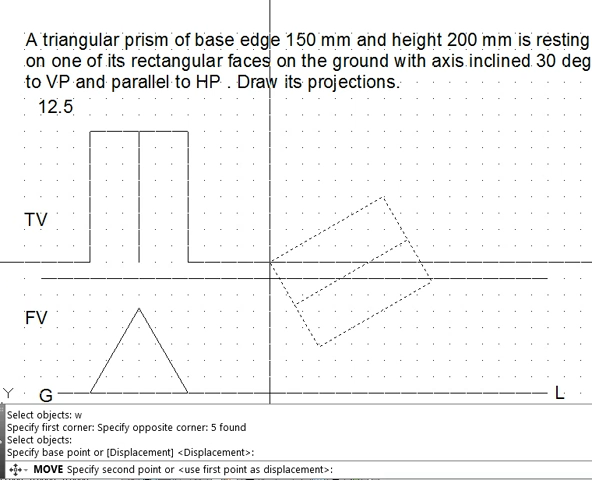 A triangular prism of base edge 150 mm and height 200 mm is resting
on one of its rectangular faces on the ground with axis inclined 30 deg
to VP and parallel to HP . Draw its projections.
12.5
TV
FV
Y
G
L
Select objects: w
Specify first corner: Specify opposite corner: 5 found
Select objects:
Specify base point or [Displacement] <Displacement>:
MOVE Specify second point or <use first point as displacement>: